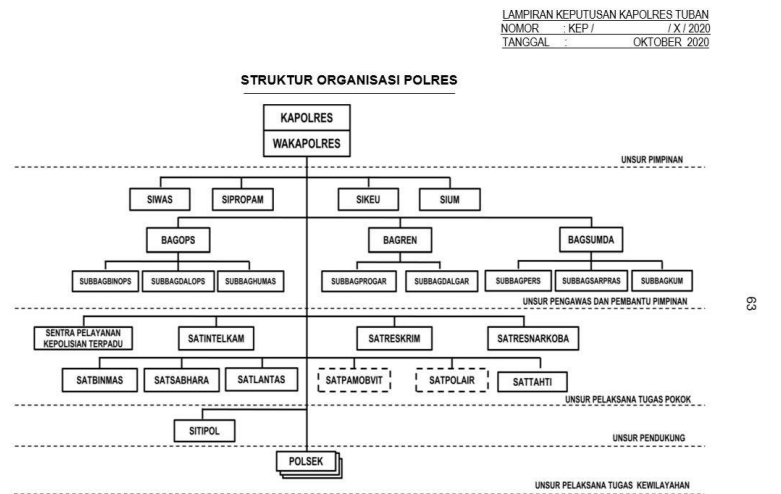 LAMPIRAN KEPUTUSAN KAPOLRES TUBAN
NOMOR : KEP / / X / 2020
TANGGAL : OKTOBER 2020
STRUKTUR ORGANISASI POLRES
KAPOLRES
WAKAPOLRES
UNSUR PIMPINAN
SIWAS SIPROPAM SIKEU SIUM
BAGOPS BAGREN BAGSUMDA
SUBBAGBINOPS SUBBAGDALOPS SUBBAGHUMAS SUBBAGPROGAR SUBBAGDALGAR SUBBAGPERS SUBBAGSARPRAS SUBBAGKUM
UNSUR PENGAWAS DAN PEMBANTU PIMPINAN
63
SENTRA PELAYANAN
KEPOLISIAN TERPADU
SATINTELKAM SATRESKRIM SATRESNARKOBA
SATBINMAS SATSABHARA SATLANTAS SATPAMOBVIT SATPOLAIR SATTAHTI
UNSUR PELAKSANA TUGAS POKOK
SITIPOL
UNSUR PENDUKUNG
POLSEK
UNSUR PELAKSANA TUGAS KEWILAYAHAN